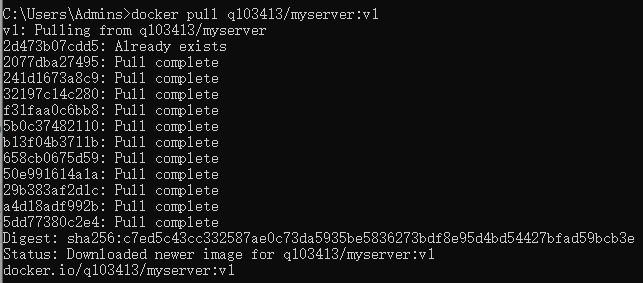 C:\Users\Admins>docker pull q103413/myserver:v1
v1: Pulling from q103413/myserver
2d473b07cdd5: Already exists
2077dba27495: Pull complete
241d1673a8c9: Pull complete
32197c14c280: Pull complete
f31faa0c6bb8: Pull complete
5b0c37482110: Pull complete
b13f04b3711b: Pull complete
658cb0675d59: Pull complete
50e991614a1a: Pull complete
29b383af2d1c: Pull complete
a4d18adf992b: Pull complete
5dd77380c2e4: Pull complete
Digest: sha256:c7ed5c43cc332587ae0c73da5935be5836273bdf8e95d4bd54427bfad59bcb3e
Status: Downloaded newer image for q103413/myserver:v1
docker.io/q103413/myserver:v1